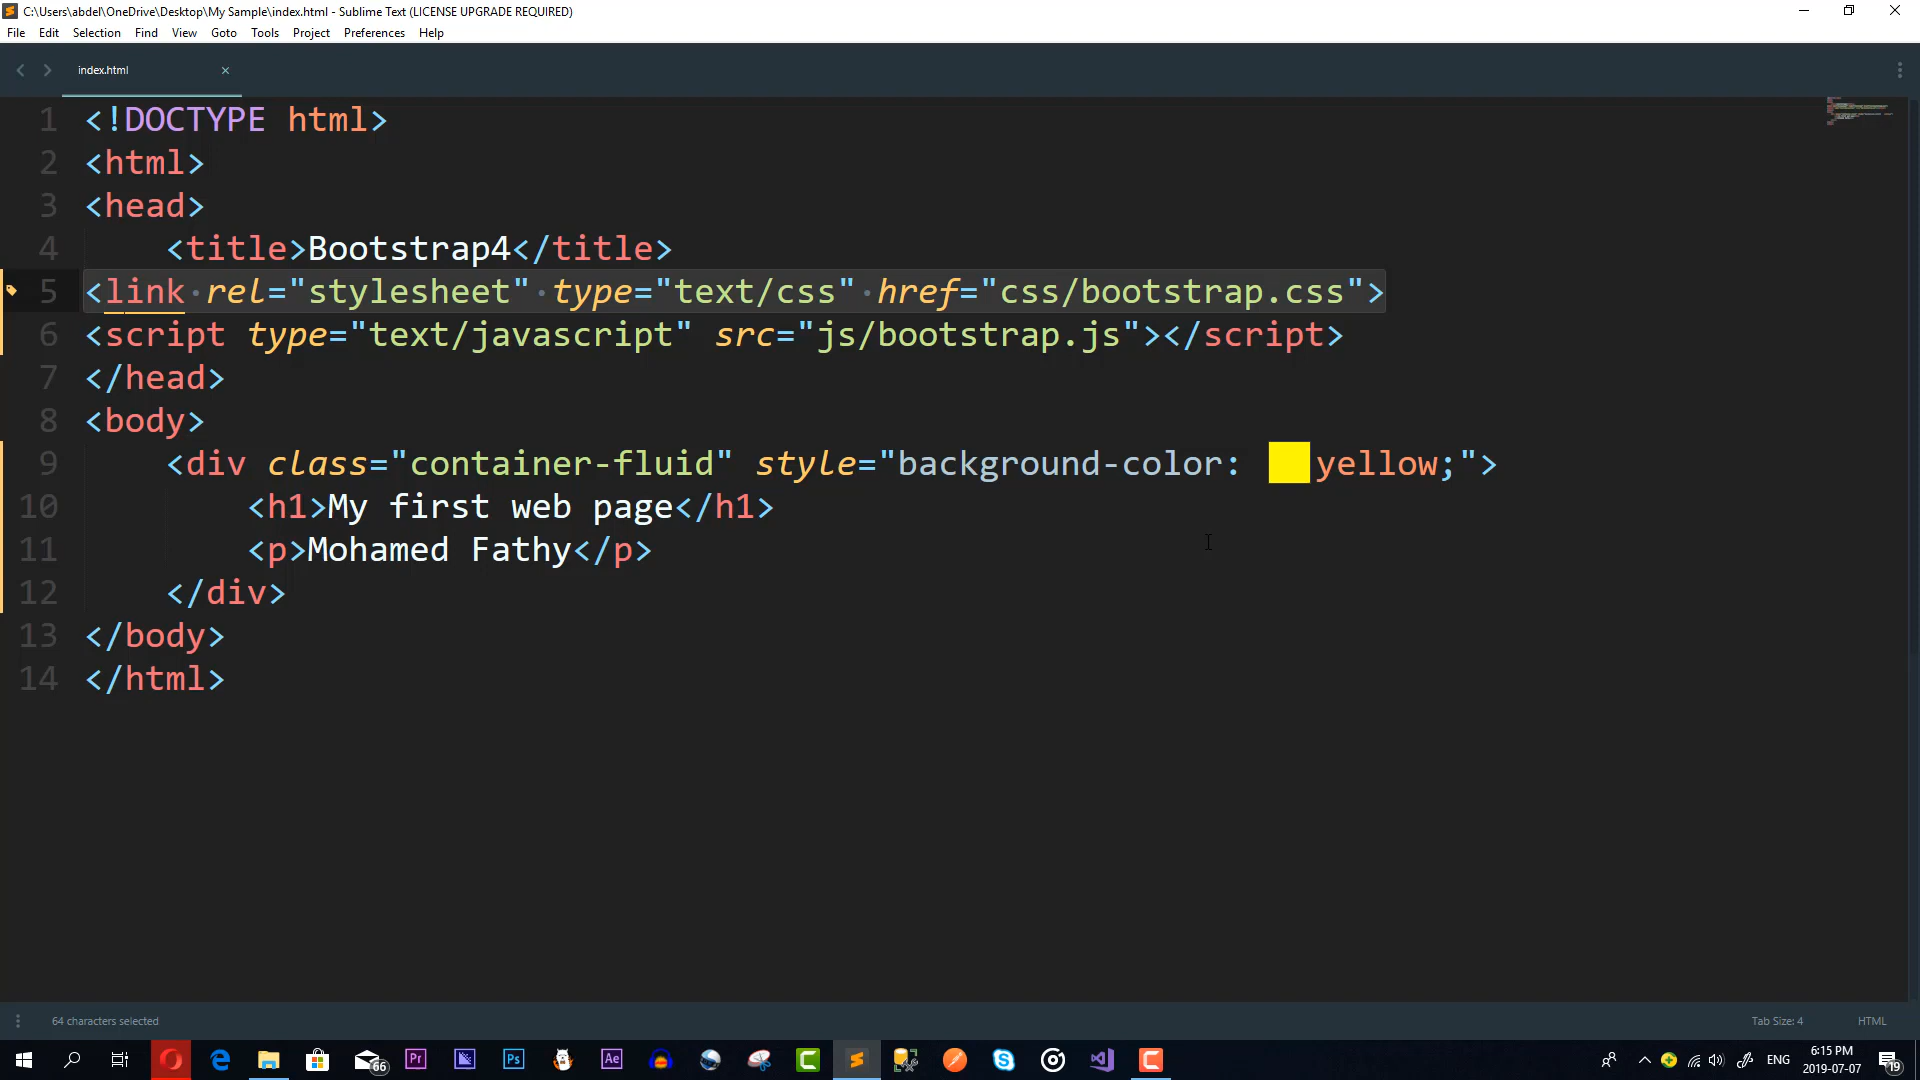 C:\Users\abdel\OneDrive\Desktop\My Sample\index.html - Sublime Text (LICENSE UPGRADE REQUIRED)
File Edit Selection Find View Goto Tools Project Preferences Help
index.html
1 <!DOCTYPE html>
2 <html>
3 <head>
4 <title>Bootstrap4</title>
5 <link rel="stylesheet" type="text/css" href="css/bootstrap.css">
6 <script type="text/javascript" src="js/bootstrap.js"></script>
7 </head>
8 <body>
9 <div class="container-fluid" style="background-color: yellow;">
10 <h1>My first web page</h1>
11 <p>Mohamed Fathy</p>
12 </div>
13 </body>
14 </html>
64 characters selected Tab Size: 4 HTML
66 Pr Ps Ae ENG 6:15 PM
2019-07-07 19